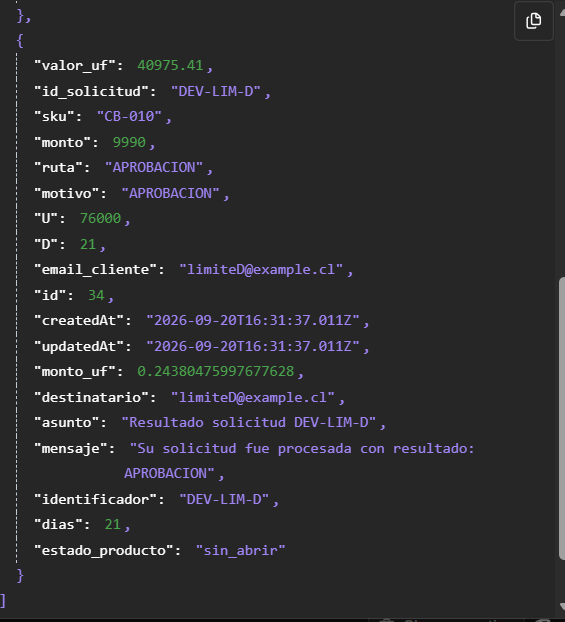 },
{
"valor_uf": 40975.41,
"id_solicitud": "DEV-LIM-D",
"sku": "CB-010",
"monto": 9990,
"ruta": "APROBACION",
"motivo": "APROBACION",
"U": 76000,
"D": 21,
"email_cliente": "limiteD@example.cl",
"id": 34,
"createdAt": "2026-09-20T16:31:37.011Z",
"updatedAt": "2026-09-20T16:31:37.011Z",
"monto_uf": 0.24380475997677628,
"destinatario": "limiteD@example.cl",
"asunto": "Resultado solicitud DEV-LIM-D",
"mensaje": "Su solicitud fue procesada con resultado:
APROBACION",
"identificador": "DEV-LIM-D",
"dias": 21,
"estado_producto": "sin_abrir"
}
]